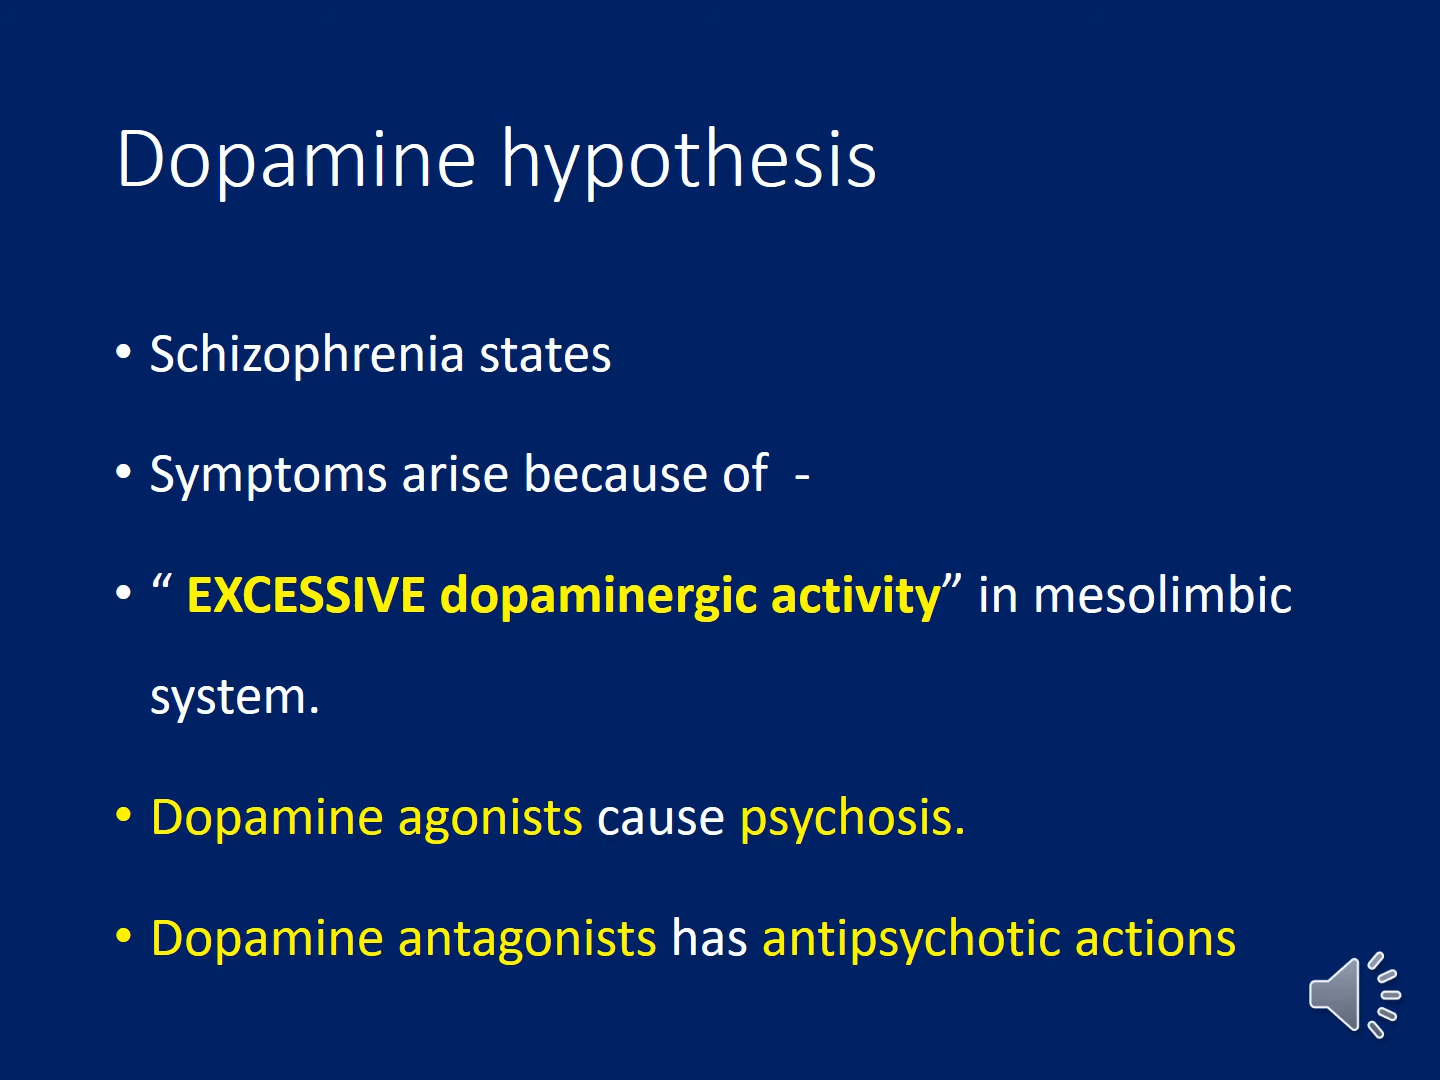 Dopamine hypothesis
• Schizophrenia states
• Symptoms arise because of  -
• “ EXCESSIVE dopaminergic activity” in mesolimbic
system.
• Dopamine agonists cause psychosis.
• Dopamine antagonists has antipsychotic actions